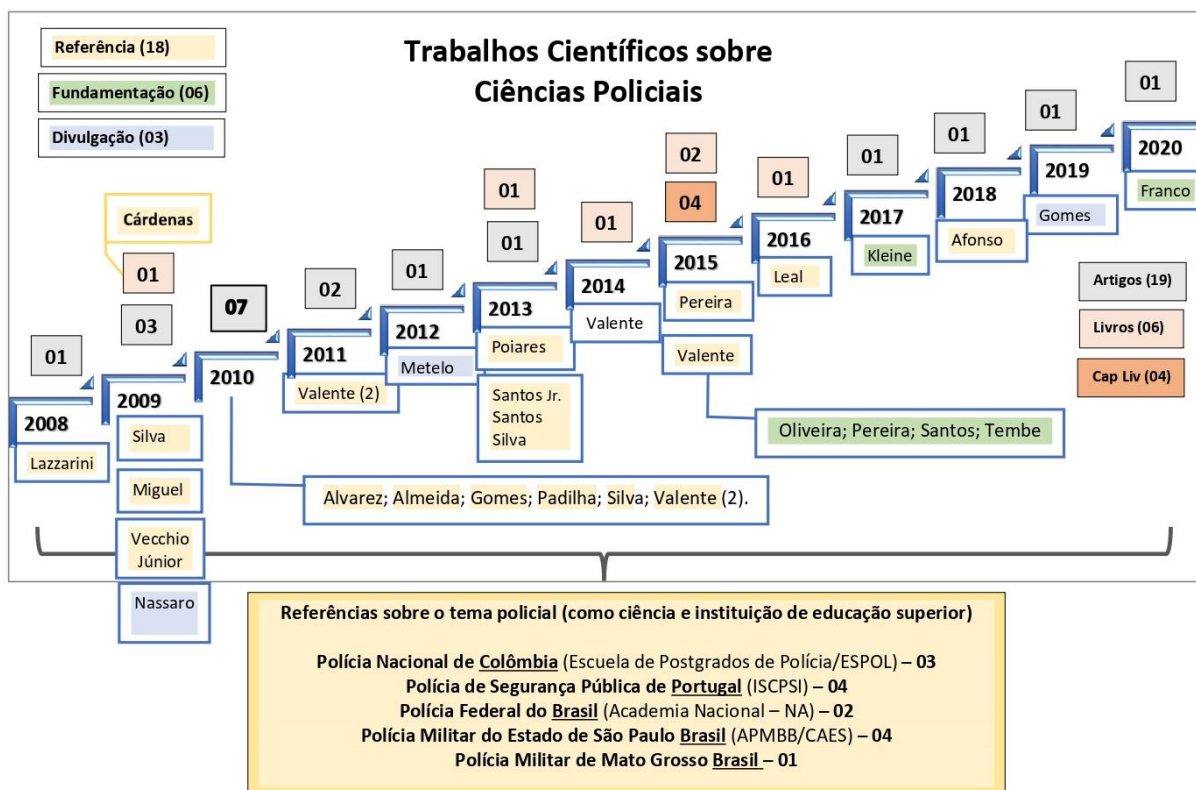 Trabalhos Científicos sobre
Ciências Policiais
Referência (18)
Fundamentação (06)
Divulgação (03)
01
2008
Lazzarini
Cárdenas
01
03
2009
Silva
Miguel
Vecchio
Júnior
Nassaro
07
2010
Alvarez; Almeida; Gomes; Padilha; Silva; Valente (2).
02
2011
Valente (2)
01
2012
Metelo
01
01
2013
Poiares
Santos Jr.
Santos
Silva
01
2014
Valente
02
04
2015
Pereira
Valente
Oliveira; Pereira; Santos; Tembe
01
2016
Leal
01
2017
Kleine
01
2018
Afonso
01
2019
Gomes
01
2020
Franco
Artigos (19)
Livros (06)
Cap Liv (04)
Referências sobre o tema policial (como ciência e instituição de educação superior)
Polícia Nacional de Colômbia (Escuela de Postgrados de Polícia/ESPOL) – 03
Polícia de Segurança Pública de Portugal (ISCPSI) – 04
Polícia Federal do Brasil (Academia Nacional – NA) – 02
Polícia Militar do Estado de São Paulo Brasil (APMBB/CAES) – 04
Polícia Militar de Mato Grosso Brasil – 01